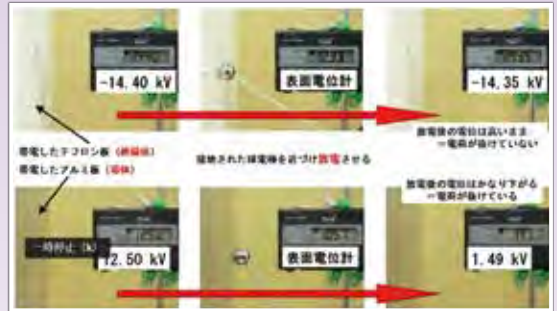 -14.40 kV
表面電位計
-14.35 kV
帯電したテフロン板（絶縁体）
帯電したアルミ板（導体）
接地された球電極を近づけ放電させる
放電後の電位は高いまま
＝電荷が抜けていない
放電後の電位はかなり下がる
＝電荷が抜けている
一時停止 (k)
12.50 kV
表面電位計
1.49 kV